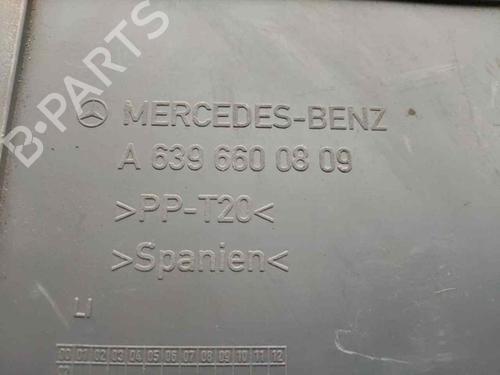 B-PARTS
MERCEDES-BENZ
A 639 660 08 09
>PP-T20<
>Spanien<
LI
00 01 02 03 04 05 06 07 08 09 10 11 12